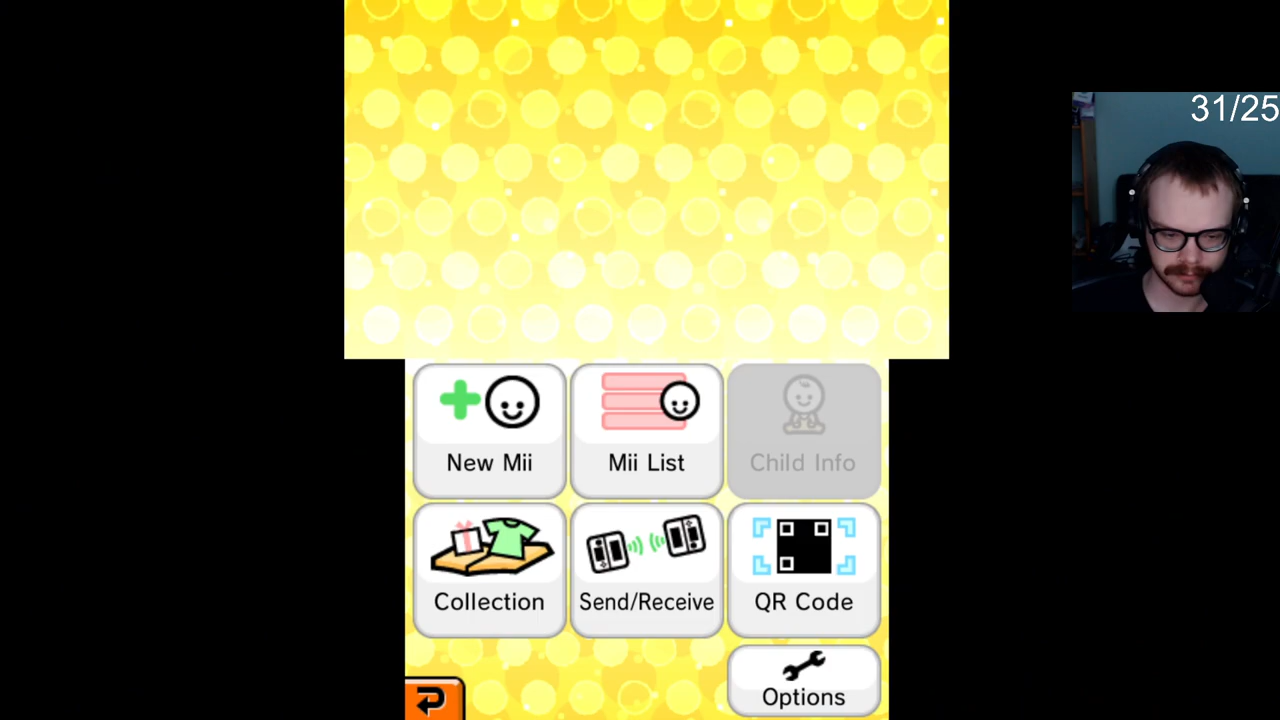 31/25
New Mii
Mii List
Child Info
Collection
Send/Receive
QR Code
Options